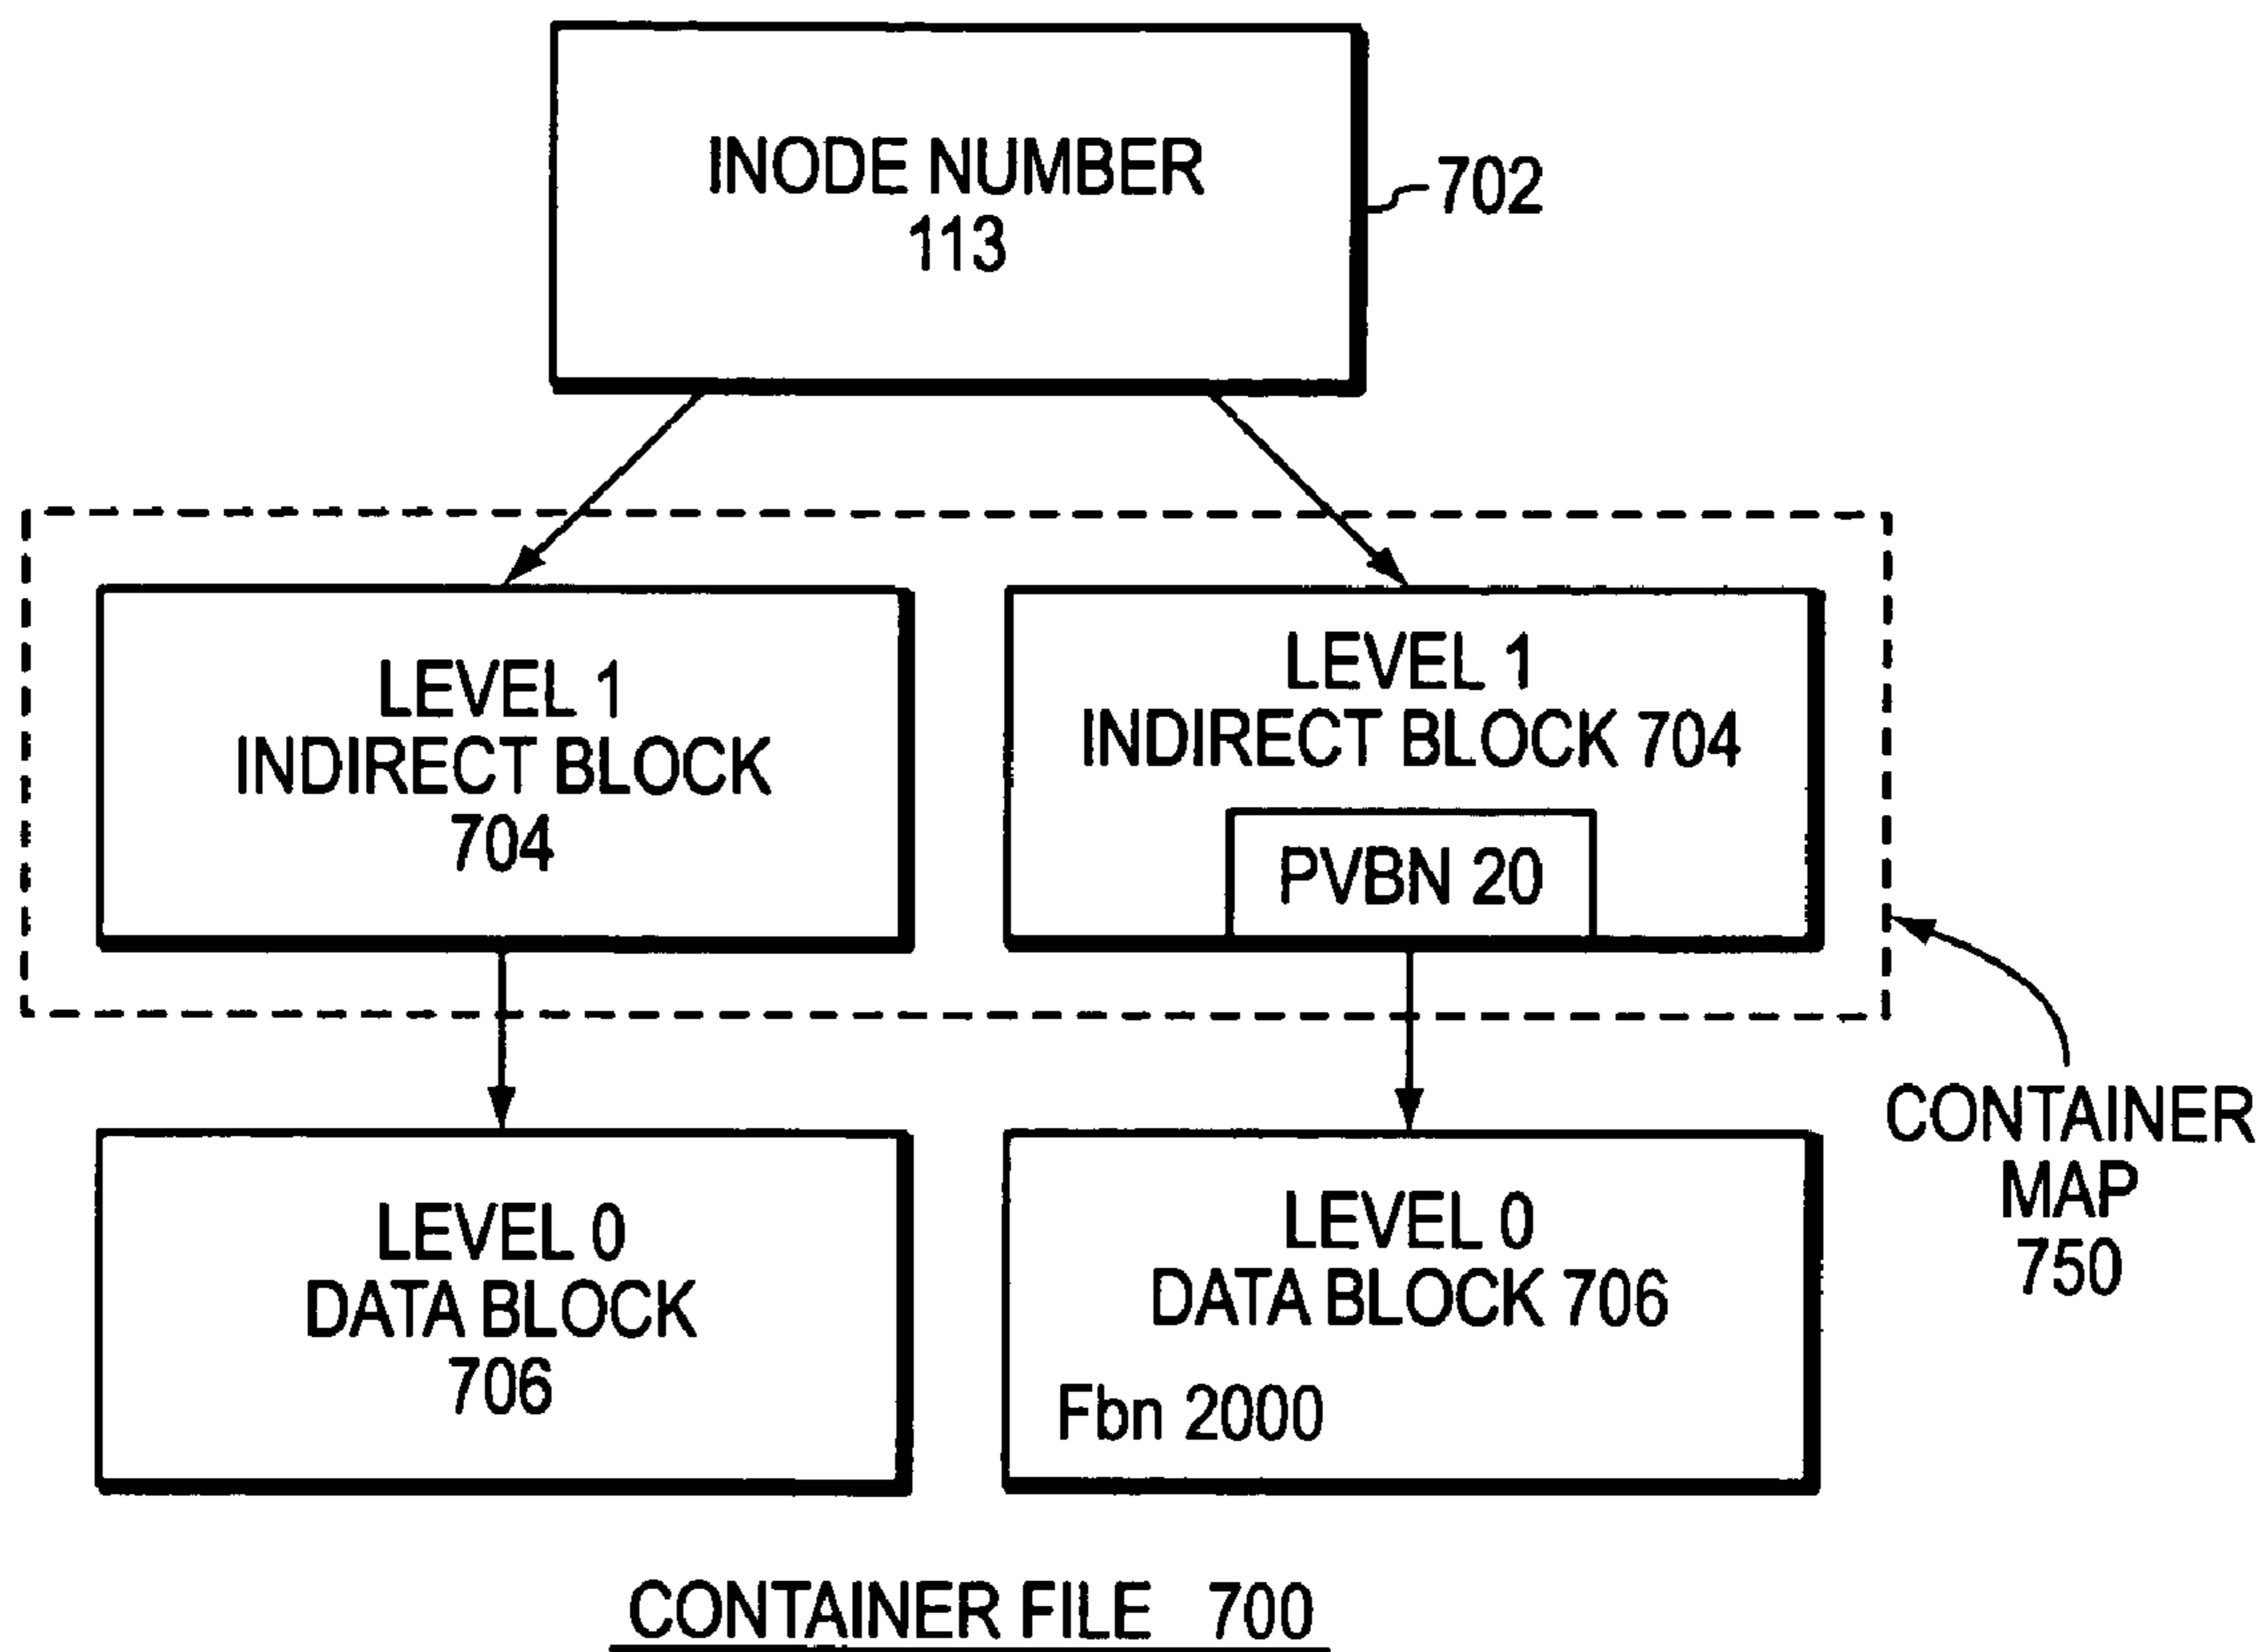 INODE NUMBER
113
702
LEVEL 1
INDIRECT BLOCK
704
LEVEL 1
INDIRECT BLOCK 704
PVBN 20
CONTAINER
MAP
750
LEVEL 0
DATA BLOCK
706
LEVEL 0
DATA BLOCK 706
Fbn 2000
CONTAINER FILE 700